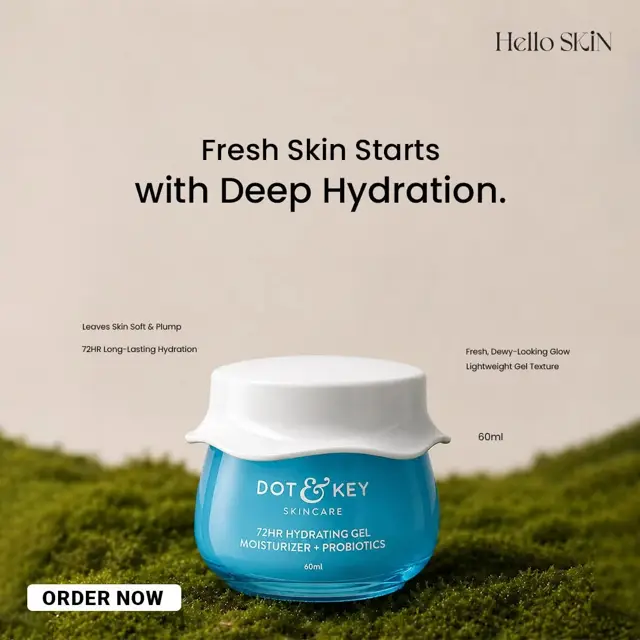 Hello SKiN
Fresh Skin Starts
with Deep Hydration.
Leaves Skin Soft & Plump
72HR Long-Lasting Hydration
Fresh, Dewy-Looking Glow
Lightweight Gel Texture
60ml
DOT & KEY
SKINCARE
72HR HYDRATING GEL
MOISTURIZER + PROBIOTICS
60ml
ORDER NOW